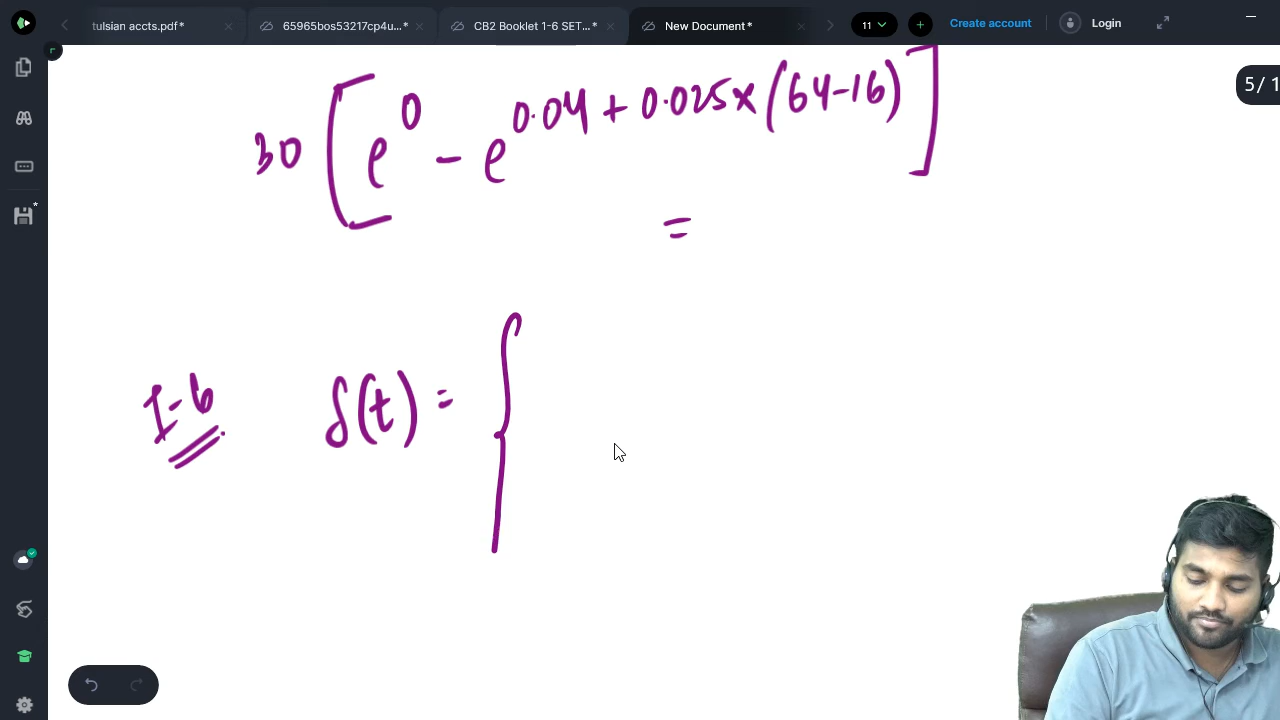 tulsian accts.pdf*
65965bos53217cp4u...*
CB2 Booklet 1-6 SET...*
New Document*
11
Create account
Login
5/1
30 [e^0 - e^0.04 + 0.025x(64-16)]
=
I-6 δ(t) = {